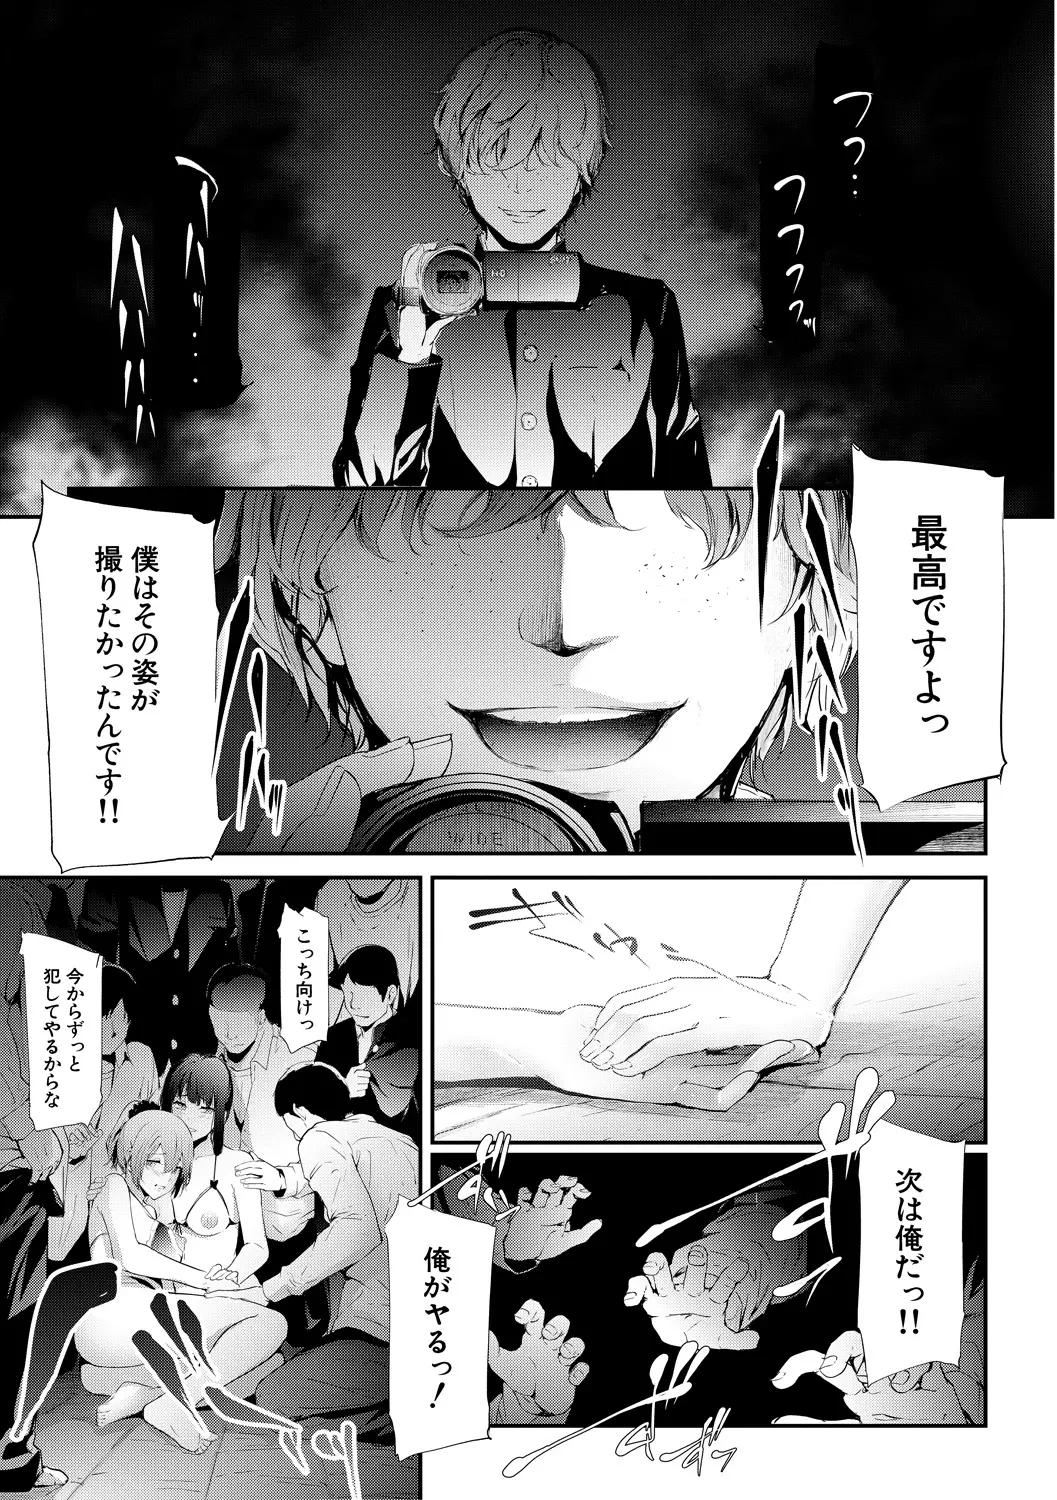 フフ…
フフフッ
最高ですよっ
僕はその姿が
撮りたかったんです!!
WIDE
こっち向けっ
今からずっと
犯してやるからな
次は俺だっ!!
俺がヤるっ!